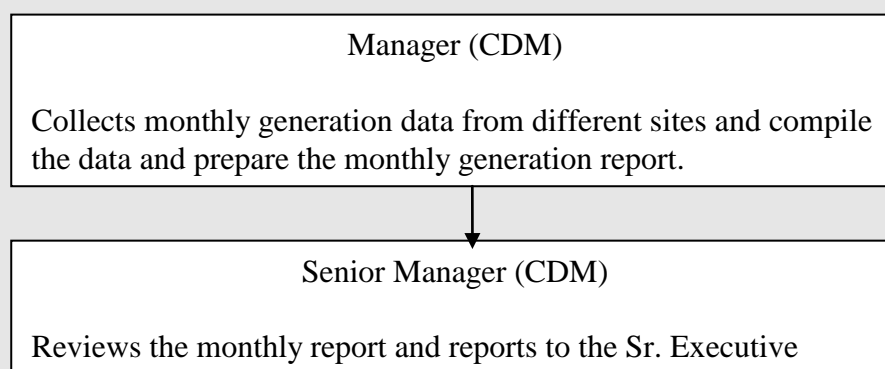 Manager (CDM)
Collects monthly generation data from different sites and compile
the data and prepare the monthly generation report.
Senior Manager (CDM)
Reviews the monthly report and reports to the Sr. Executive